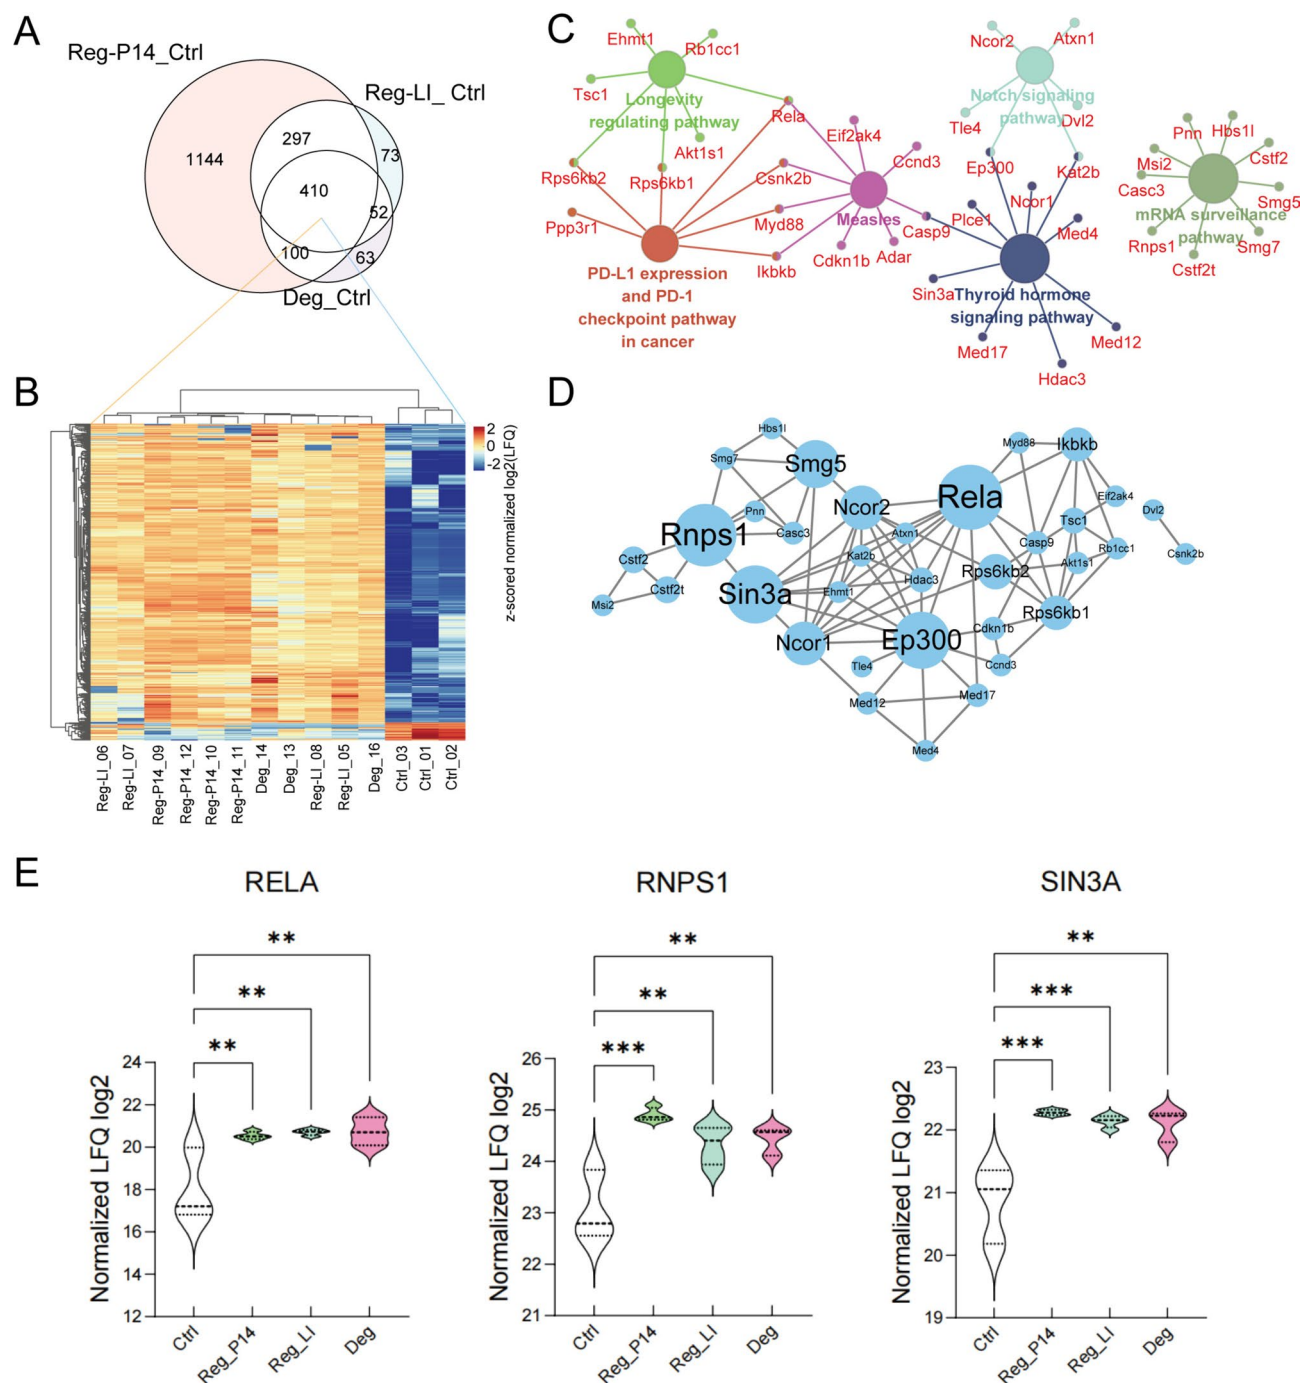 A
Reg-P14_Ctrl
Reg-LI_ Ctrl
297
1144
73
410
52
100
63
Deg_Ctrl
B
2
0
-2
z-scored normalized log2(LFQ)
Reg-LI_06
Reg-LI_07
Reg-P14_09
Reg-P14_12
Reg-P14_10
Reg-P14_11
Deg_14
Deg_13
Reg-LI_08
Reg-LI_05
Deg_16
Ctrl_03
Ctrl_01
Ctrl_02
C
Ehmt1
Rb1cc1
Tsc1
Longevity
regulating pathway
Rela
Akt1s1
Rps6kb2
Rps6kb1
Ppp3r1
Csnk2b
Myd88
Ikbkb
PD-L1 expression
and PD-1
checkpoint pathway
in cancer
Eif2ak4
Ccnd3
Measles
Casp9
Cdkn1b
Adar
Ncor2
Atxn1
Notch signaling
pathway
Tle4
Dvl2
Ep300
Kat2b
Ncor1
Plce1
Med4
Sin3a
Thyroid hormone
signaling pathway
Med17
Med12
Hdac3
Pnn
Hbs1l
Msi2
Cstf2
Casc3
Smg5
mRNA surveillance
pathway
Rnps1
Smg7
Cstf2t
D
Hbs1l
Smg7
Smg5
Pnn
Rnps1
Casc3
Cstf2
Cstf2t
Msi2
Sin3a
Ncor2
Rela
Atxn1
Kat2b
Hdac3
Ehmt1
Ncor1
Ep300
Tle4
Med12
Med17
Med4
Myd88
Ikbkb
Eif2ak4
Tsc1
Casp9
Rb1cc1
Akt1s1
Rps6kb2
Rps6kb1
Cdkn1b
Ccnd3
Dvl2
Csnk2b
E
RELA
**
**
**
Normalized LFQ log2
24
22
20
18
16
14
12
Ctrl
Reg_P14
Reg_LI
Deg
RNPS1
**
**
***
Normalized LFQ log2
26
25
24
23
22
21
Ctrl
Reg_P14
Reg_LI
Deg
SIN3A
**
***
***
Normalized LFQ log2
23
22
21
20
19
Ctrl
Reg_P14
Reg_LI
Deg